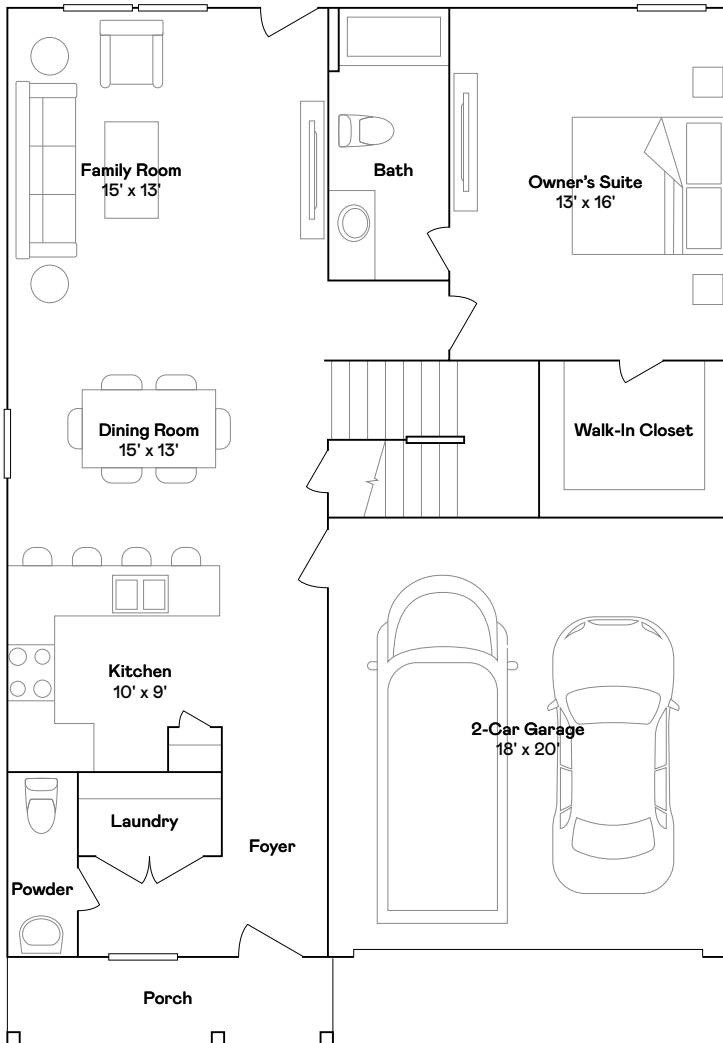 Family Room
15' x 13'
Bath
Owner's Suite
13' x 16'
Dining Room
15' x 13'
Walk-In Closet
Kitchen
10' x 9'
2-Car Garage
18' x 20'
Laundry
Foyer
Powder
Porch